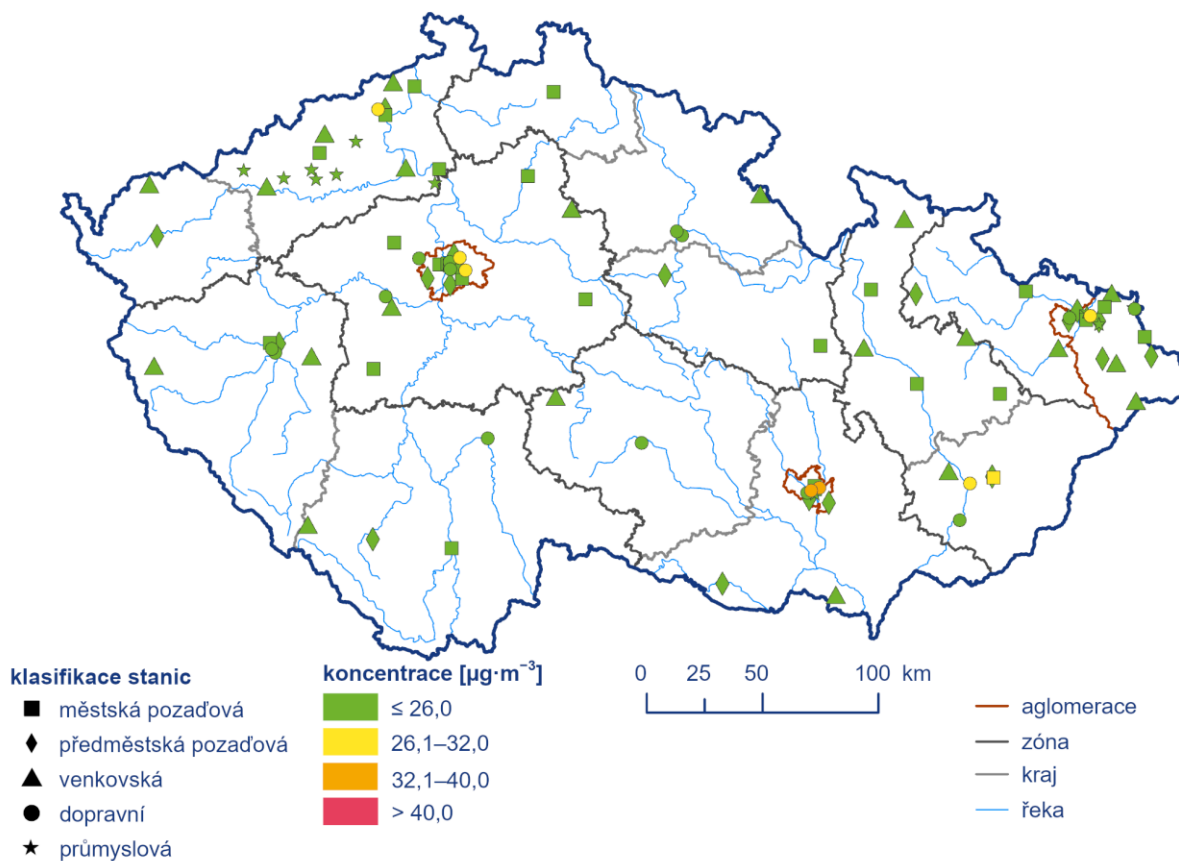 klasifikace stanic
městská pozaďová
předměstská pozaďová
venkovská
dopravní
průmyslová
koncentrace [µg·m⁻³]
≤ 26,0
26,1–32,0
32,1–40,0
> 40,0
0 25 50 100 km
aglomerace
zóna
kraj
řeka